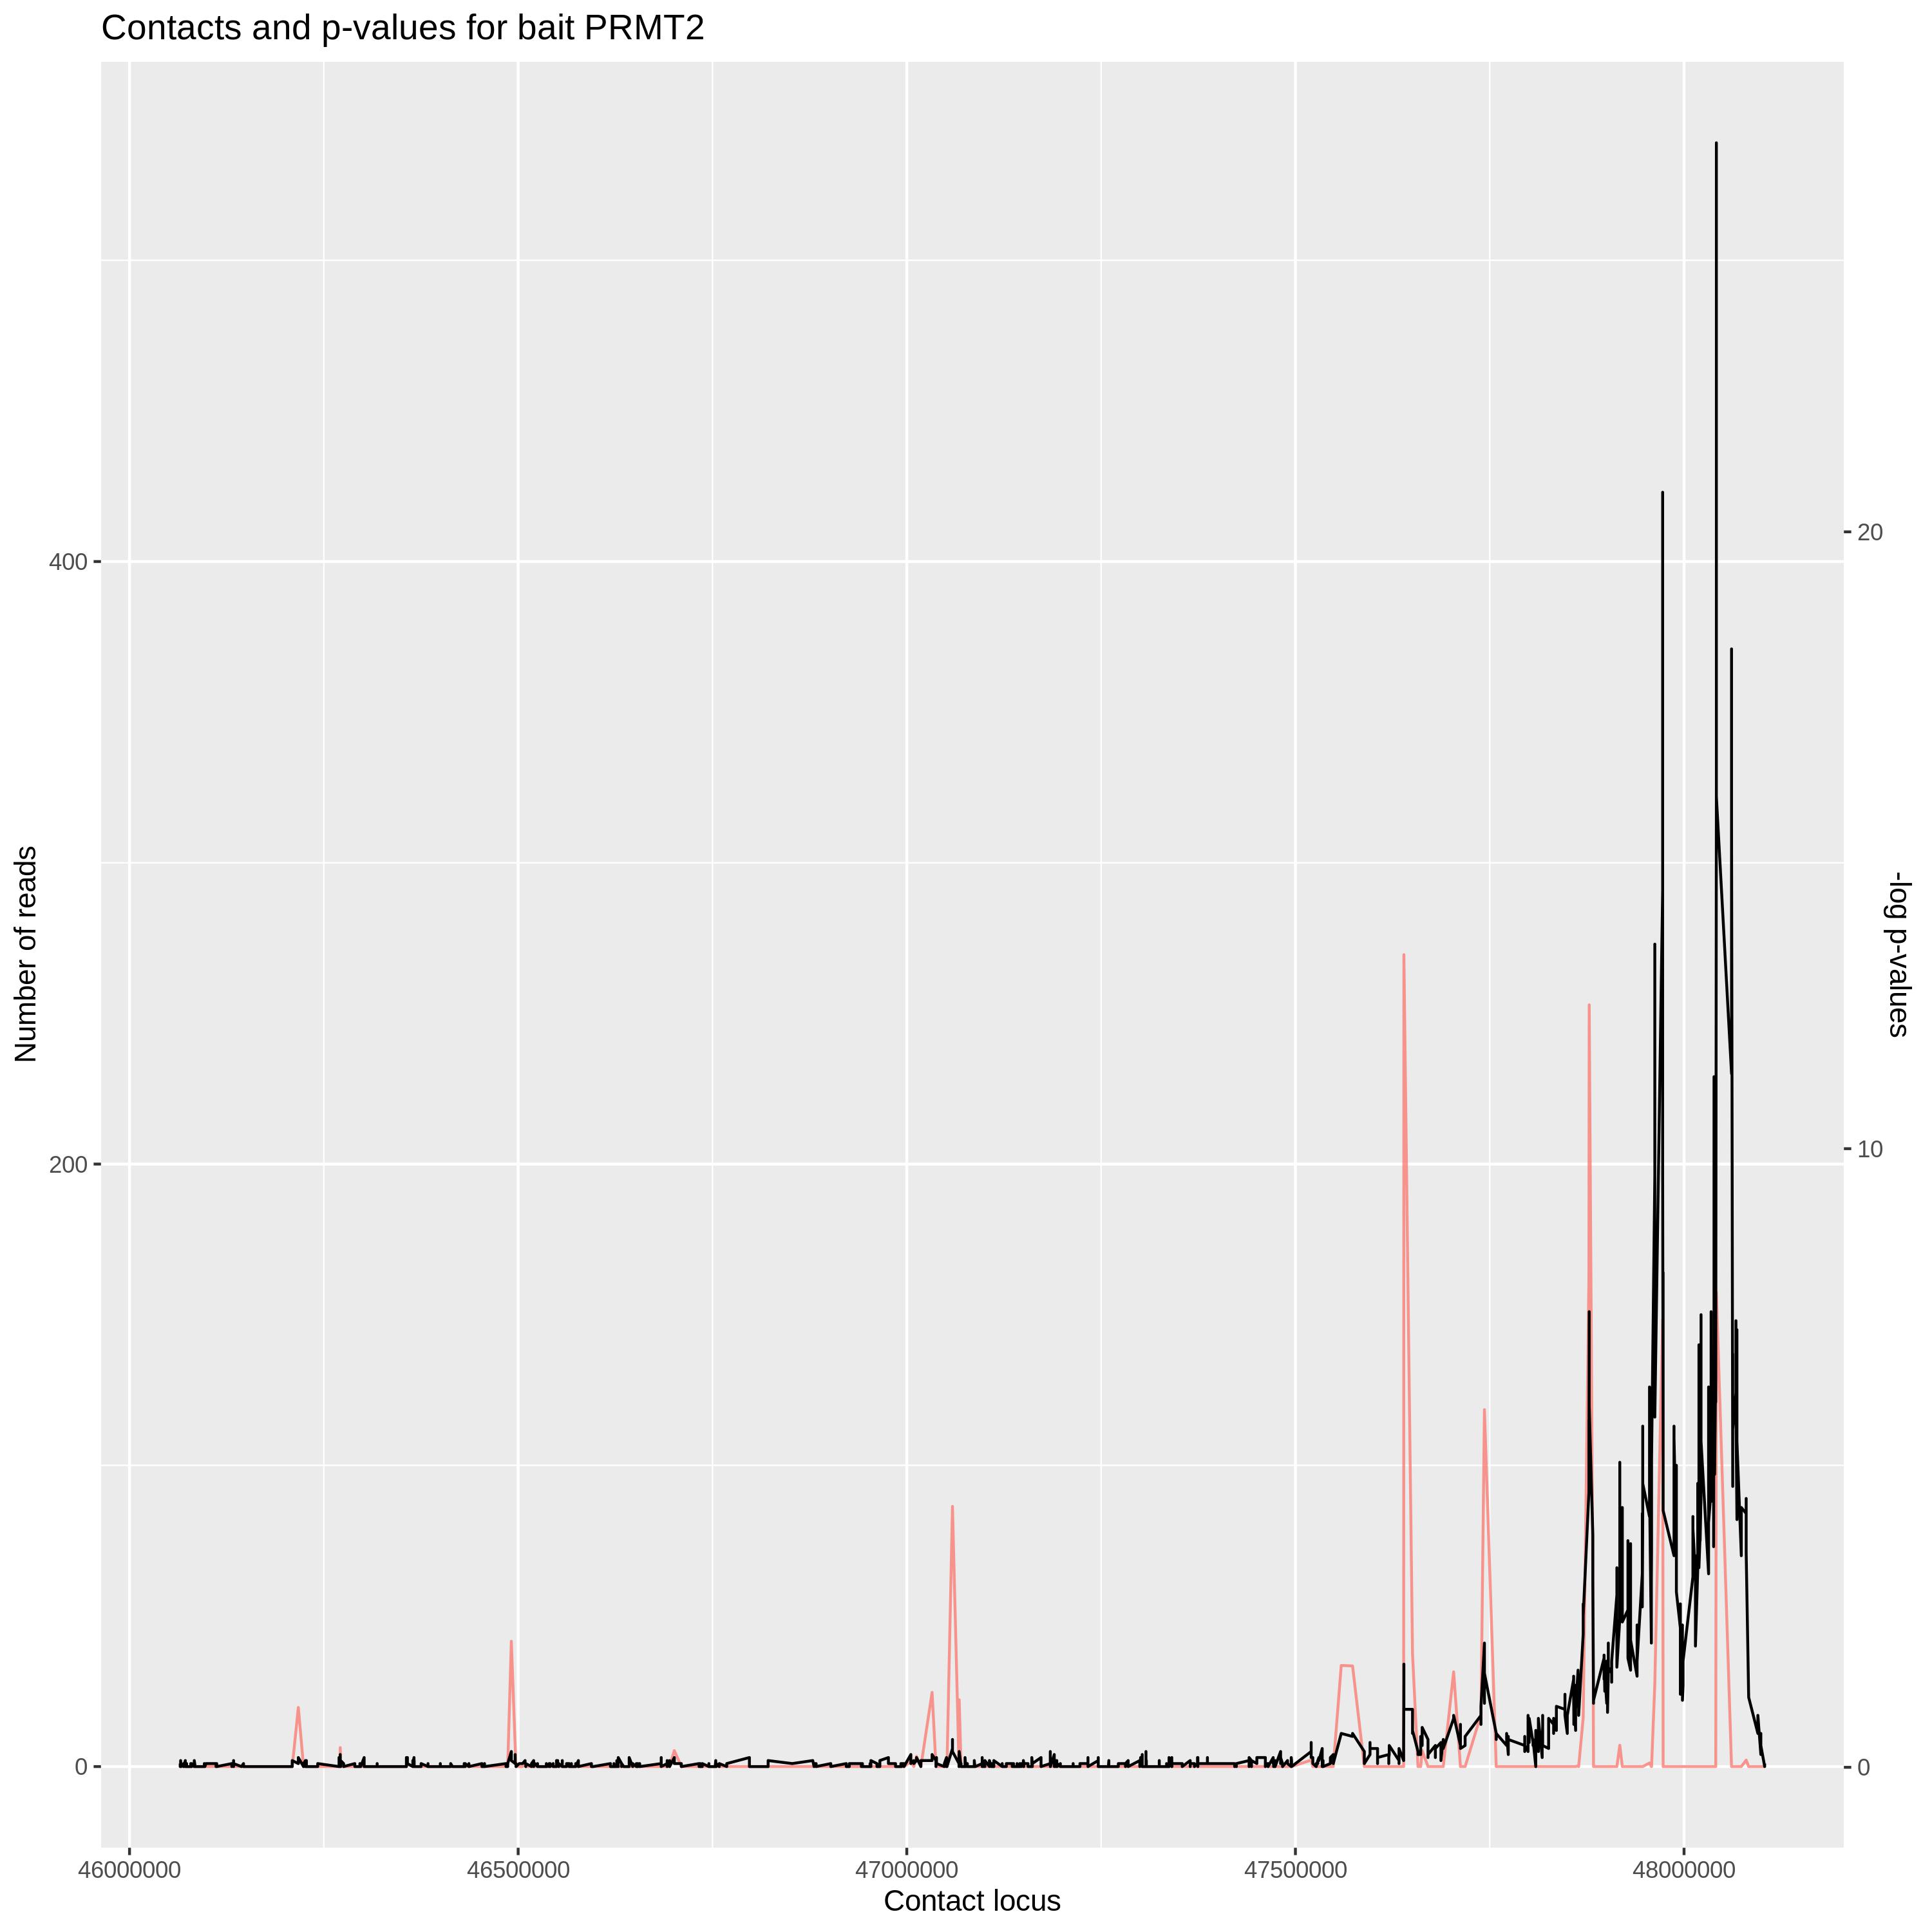 Contacts and p-values for bait PRMT2
400
200
0
Number of reads
20
10
0
-log p-values
46000000
46500000
47000000
47500000
48000000
Contact locus